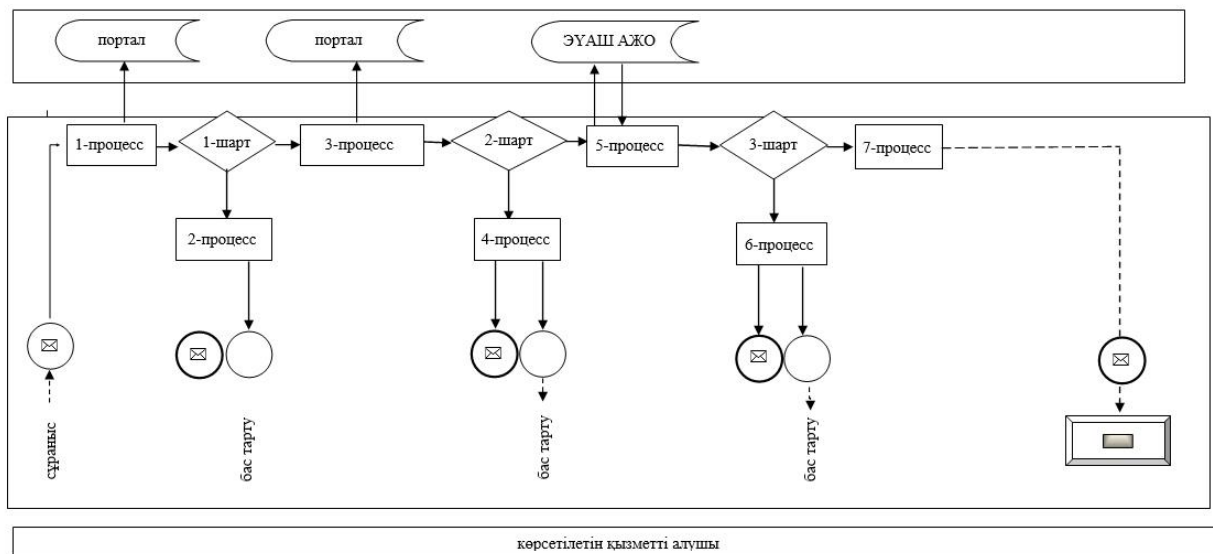 портал
портал
ЭҮАШ АЖО
1-процесс
1-шарт
3-процесс
2-шарт
5-процесс
3-шарт
7-процесс
2-процесс
4-процесс
6-процесс
сұраныс
бас тарту
бас тарту
бас тарту
көрсетілетін қызметті алушы